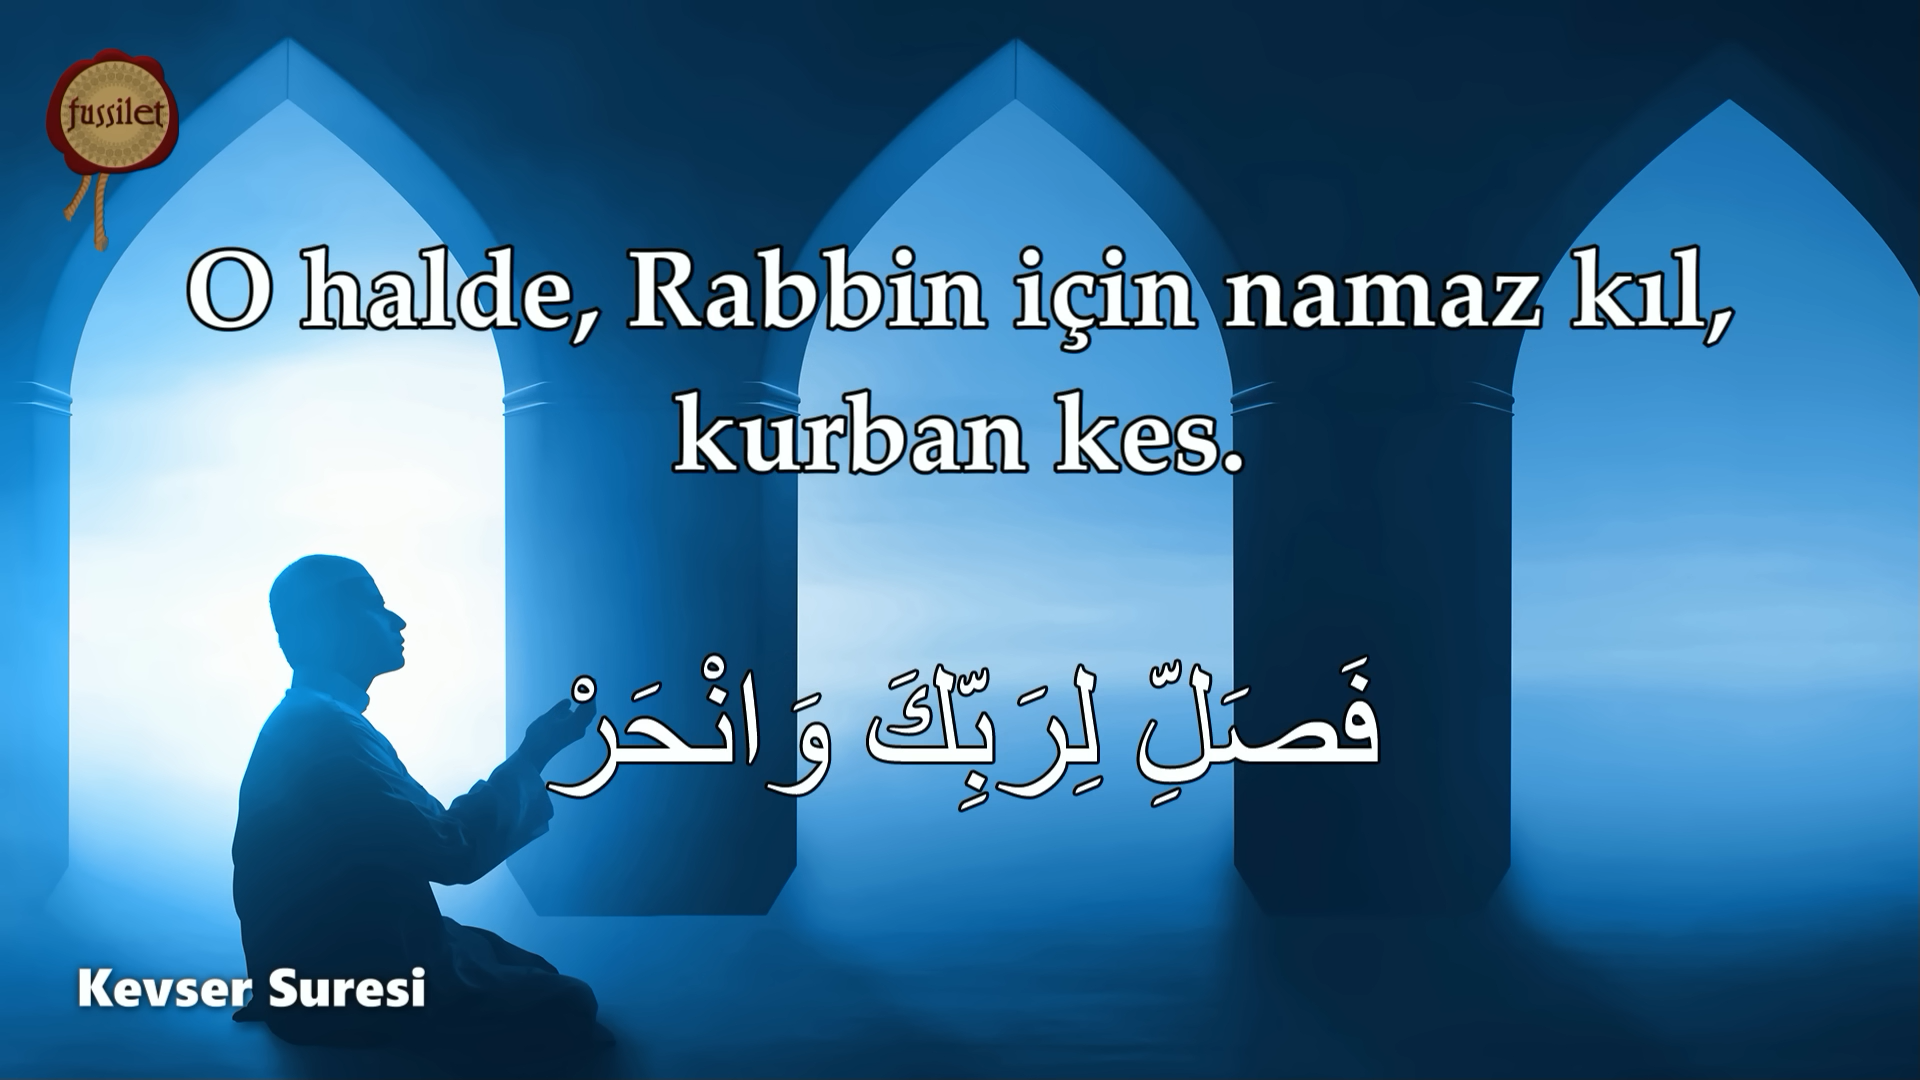 fussilet
O halde, Rabbin için namaz kıl,
kurban kes.
فَصَلِّ لِرَبِّكَ وَانْحَرْ
Kevser Suresi